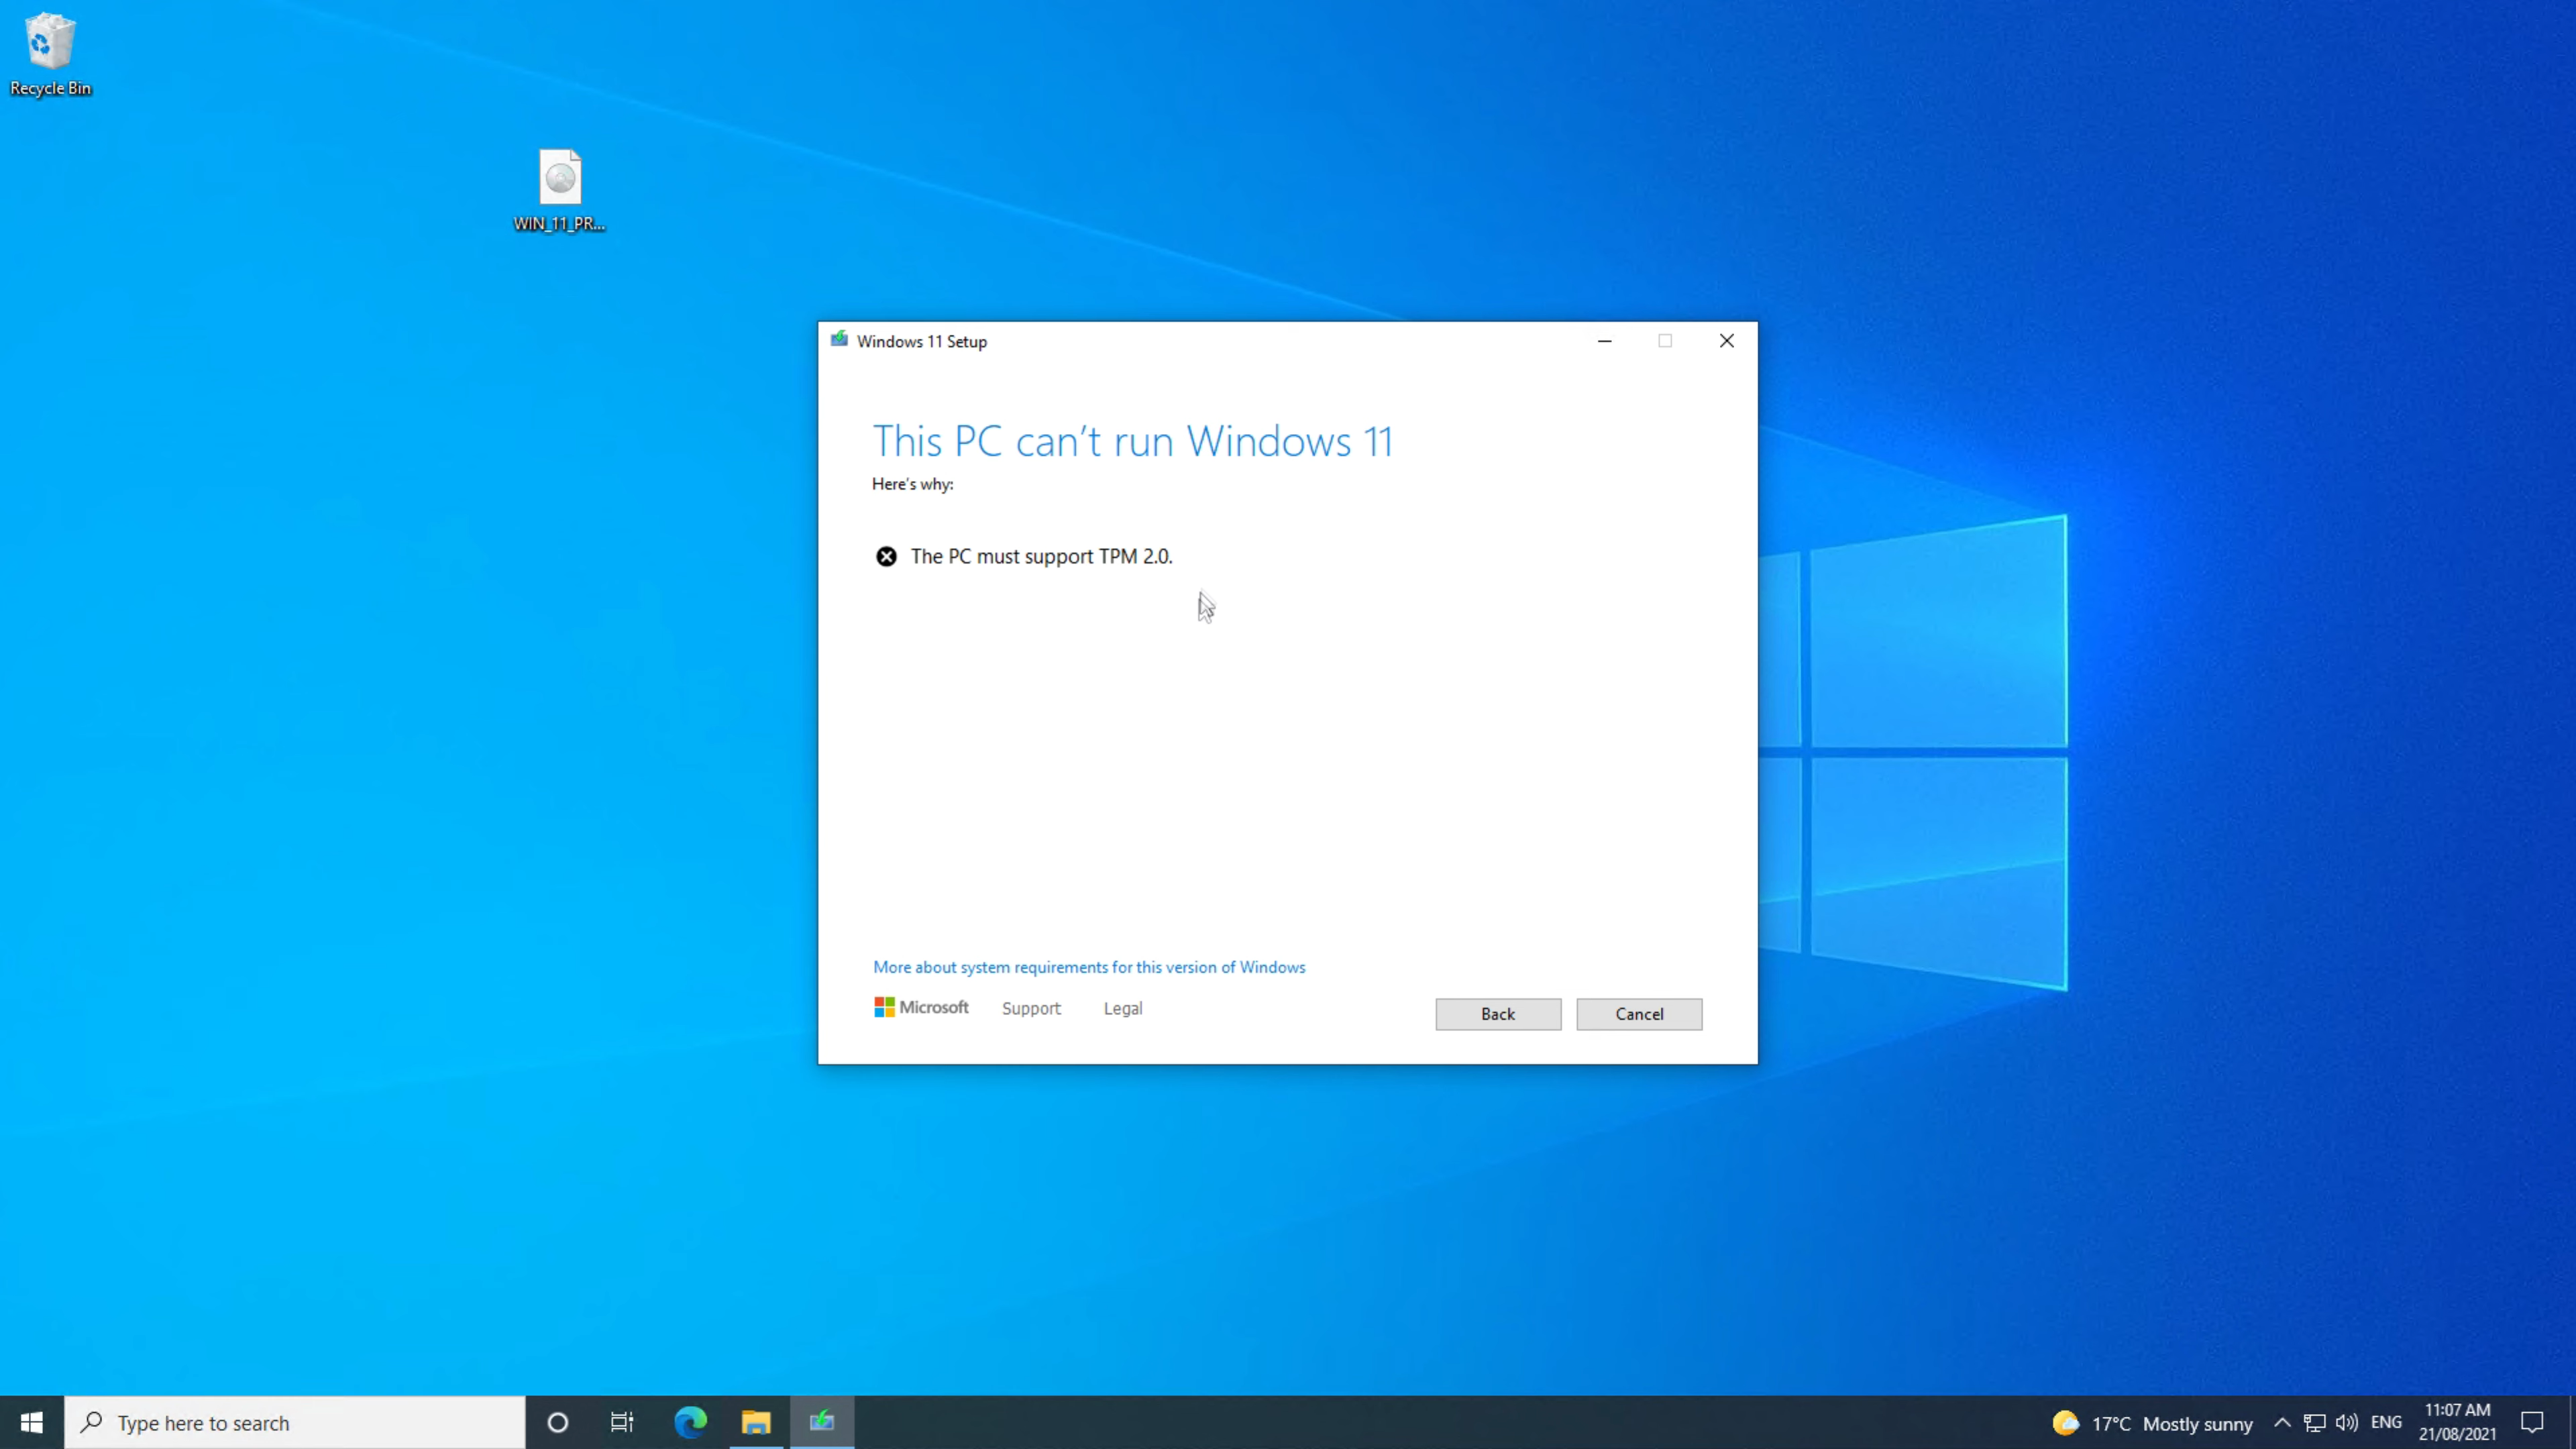 Recycle Bin
WIN_11_PR...
Windows 11 Setup
This PC can’t run Windows 11
Here’s why:
The PC must support TPM 2.0.
More about system requirements for this version of Windows
Microsoft Support Legal
Back Cancel
Type here to search
17°C Mostly sunny
ENG
11:07 AM
21/08/2021